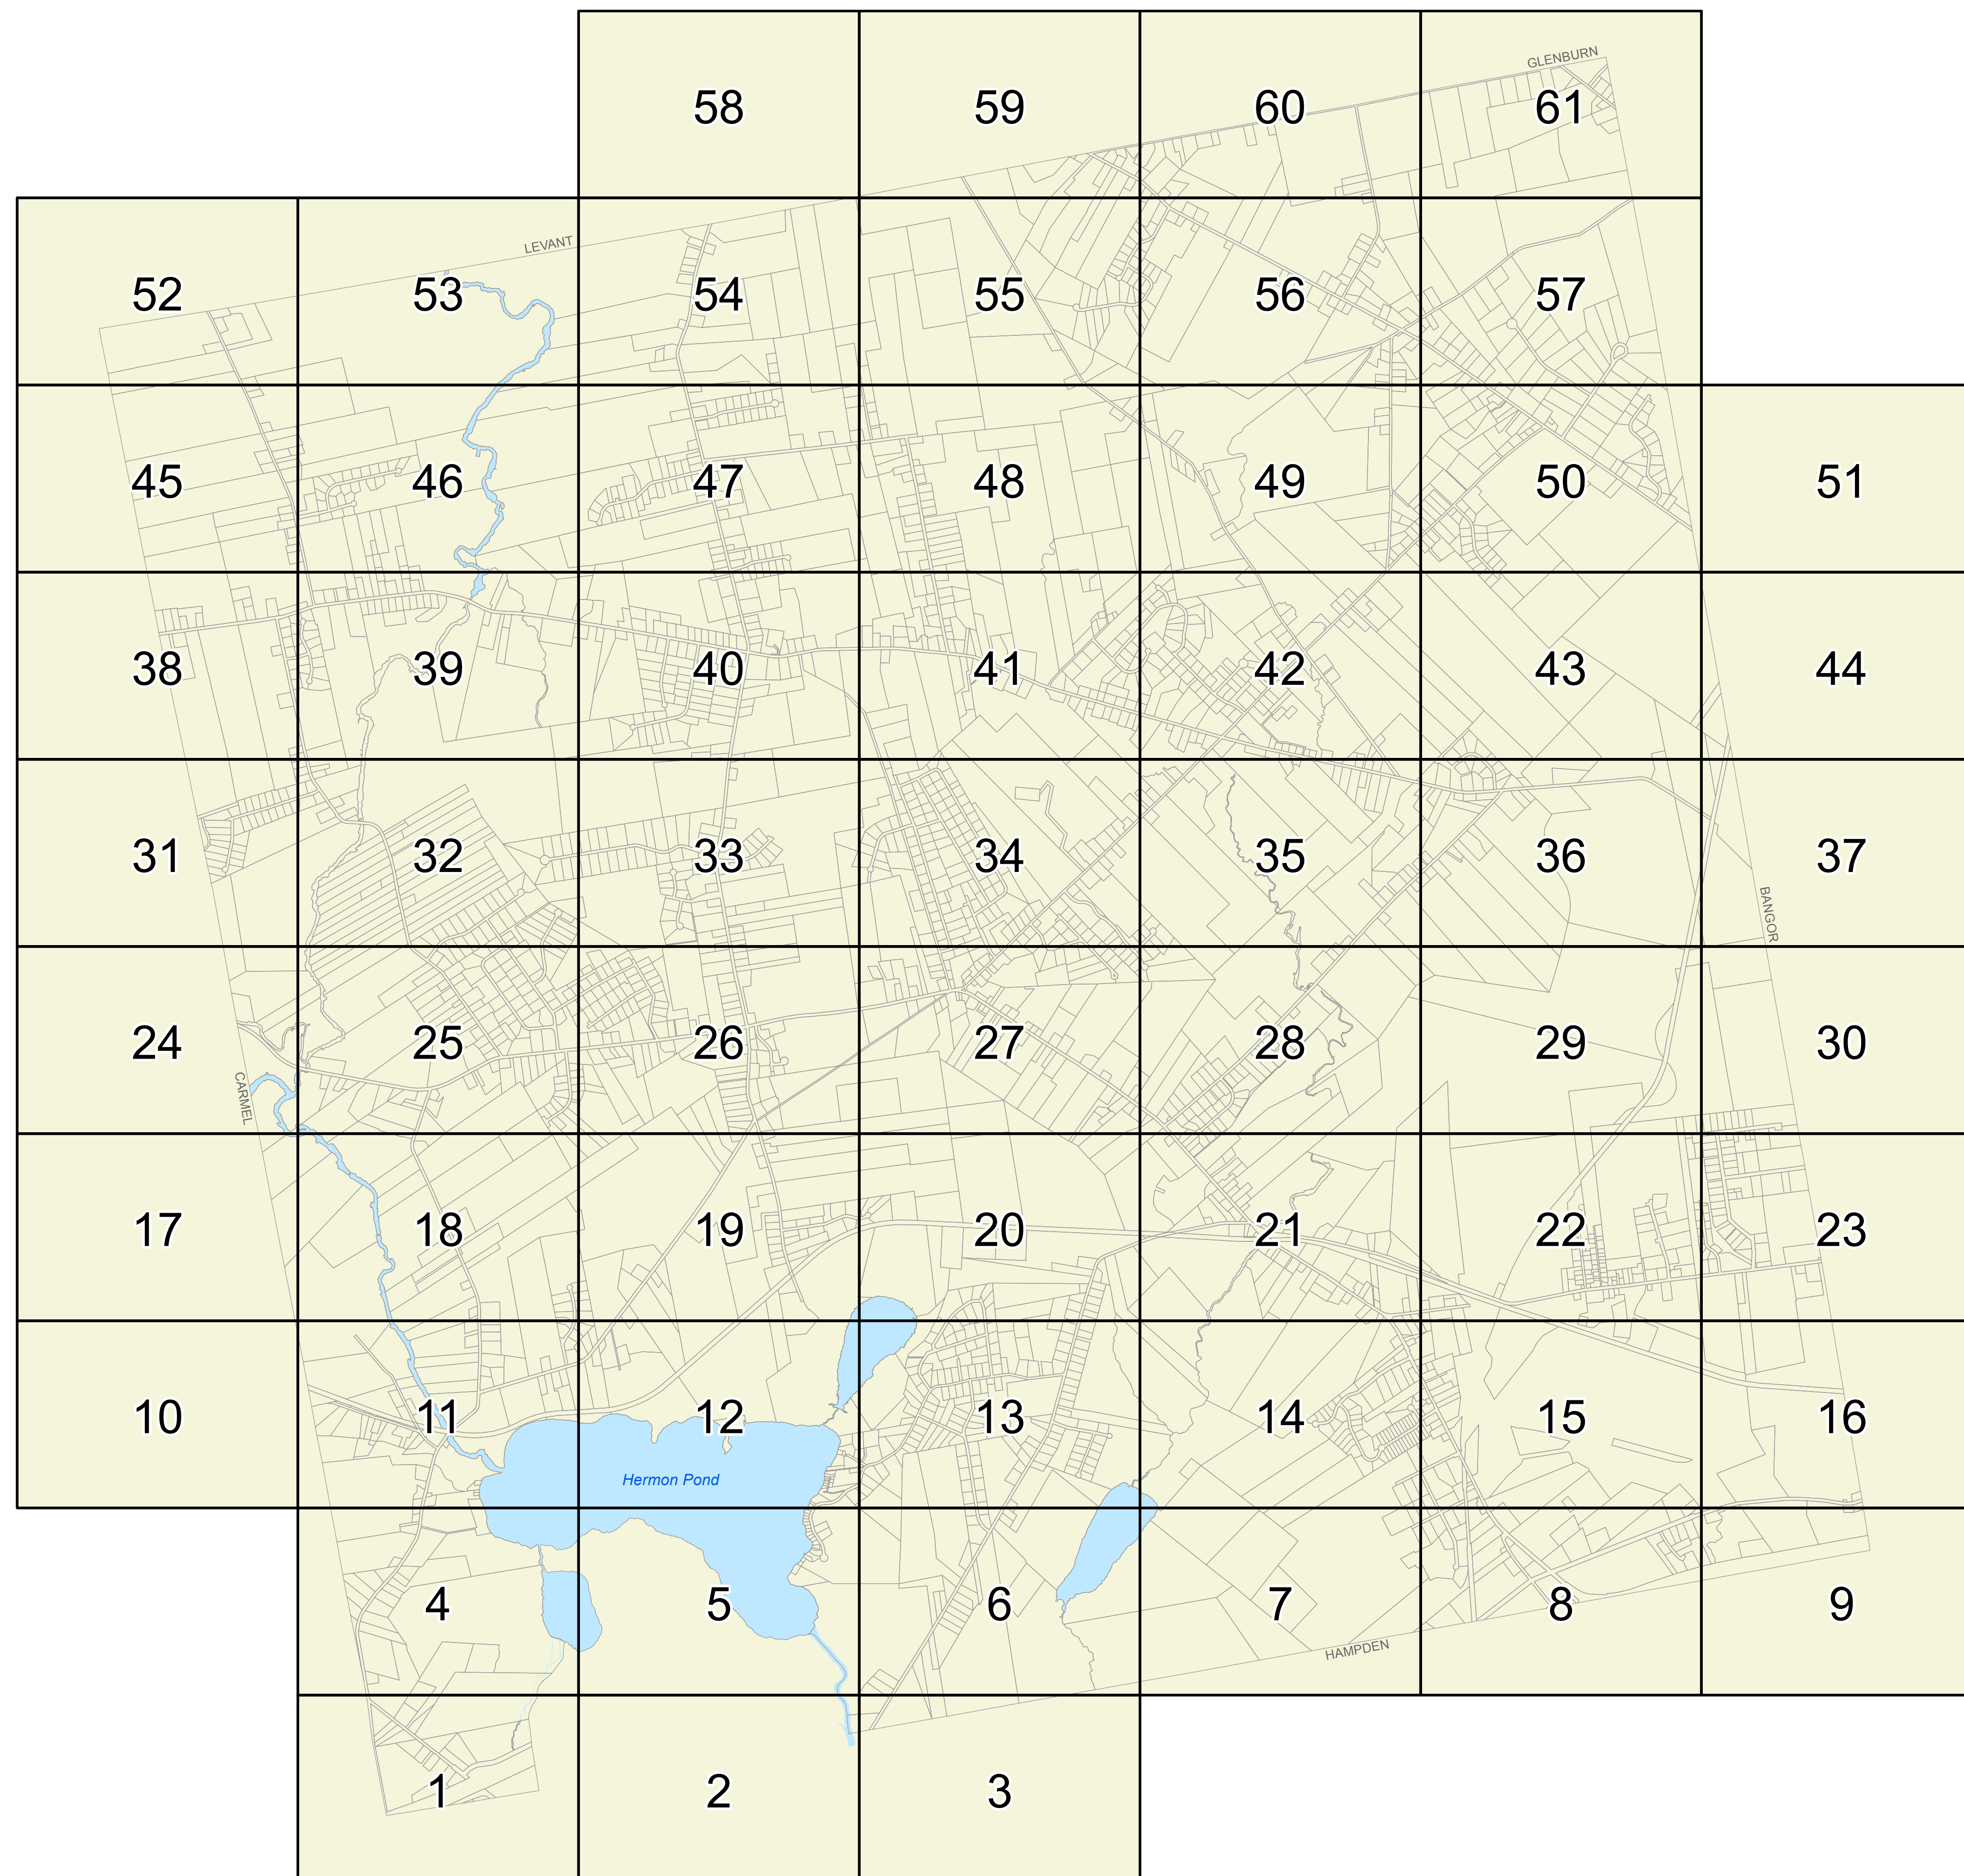 GLENBURN
58 59 60 61
LEVANT
52 53 54 55 56 57
45 46 47 48 49 50 51
38 39 40 41 42 43 44
31 32 33 34 35 36 37
BANGOR
24 25 26 27 28 29 30
CARMEL
17 18 19 20 21 22 23
10 11 12 13 14 15 16
Hermon Pond
4 5 6 7 8 9
HAMPDEN
1 2 3